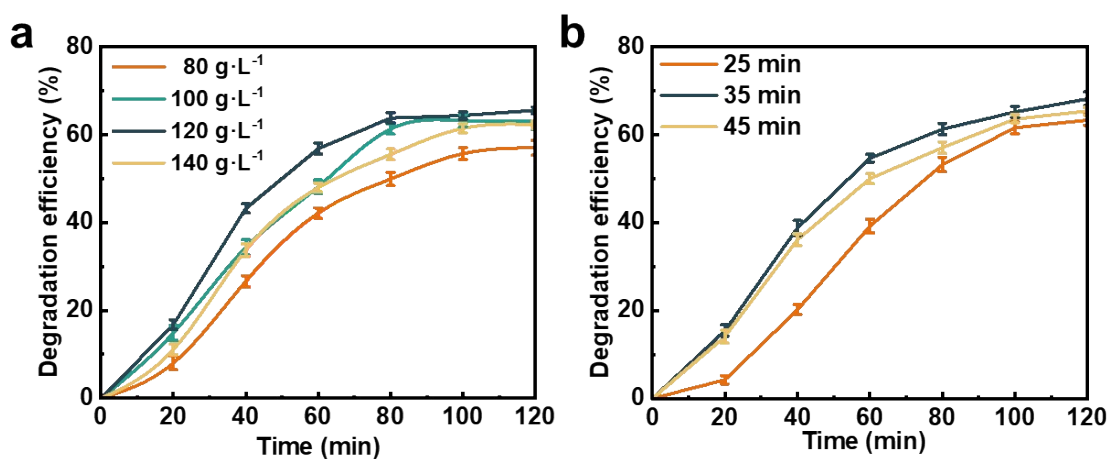 a
Degradation efficiency (%)
80
60
40
20
0
80 g·L⁻¹
100 g·L⁻¹
120 g·L⁻¹
140 g·L⁻¹
0 20 40 60 80 100 120
Time (min)
b
Degradation efficiency (%)
80
60
40
20
0
25 min
35 min
45 min
0 20 40 60 80 100 120
Time (min)